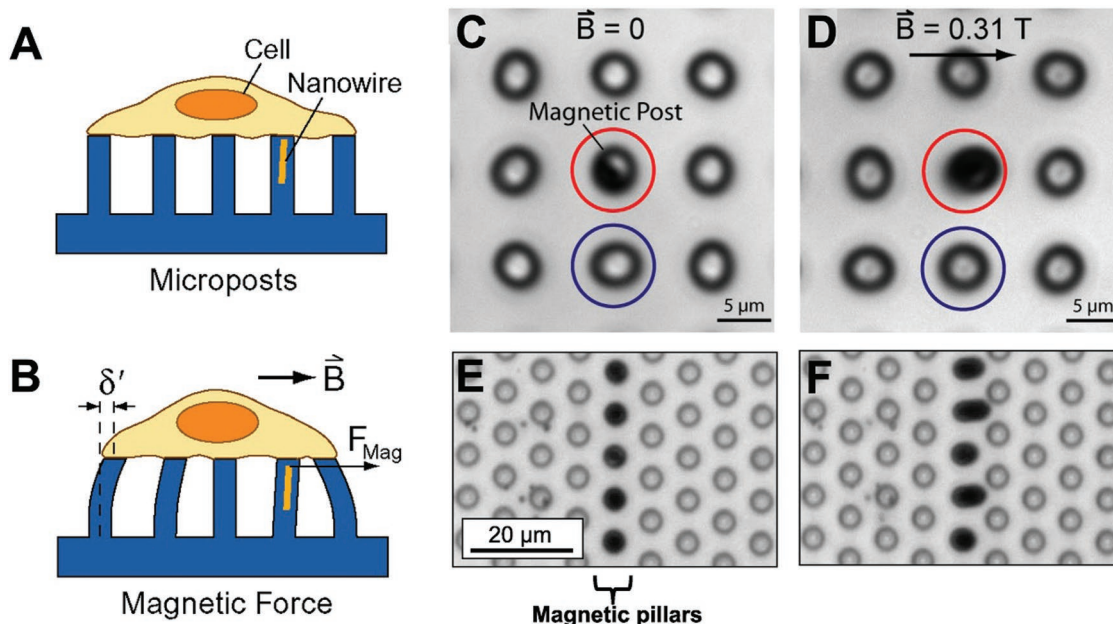 A
Cell
Nanowire
Microposts
B
δ′
B⃗
F_Mag
Magnetic Force
C
B⃗ = 0
Magnetic Post
5 µm
D
B⃗ = 0.31 T
5 µm
E
20 µm
Magnetic pillars
F